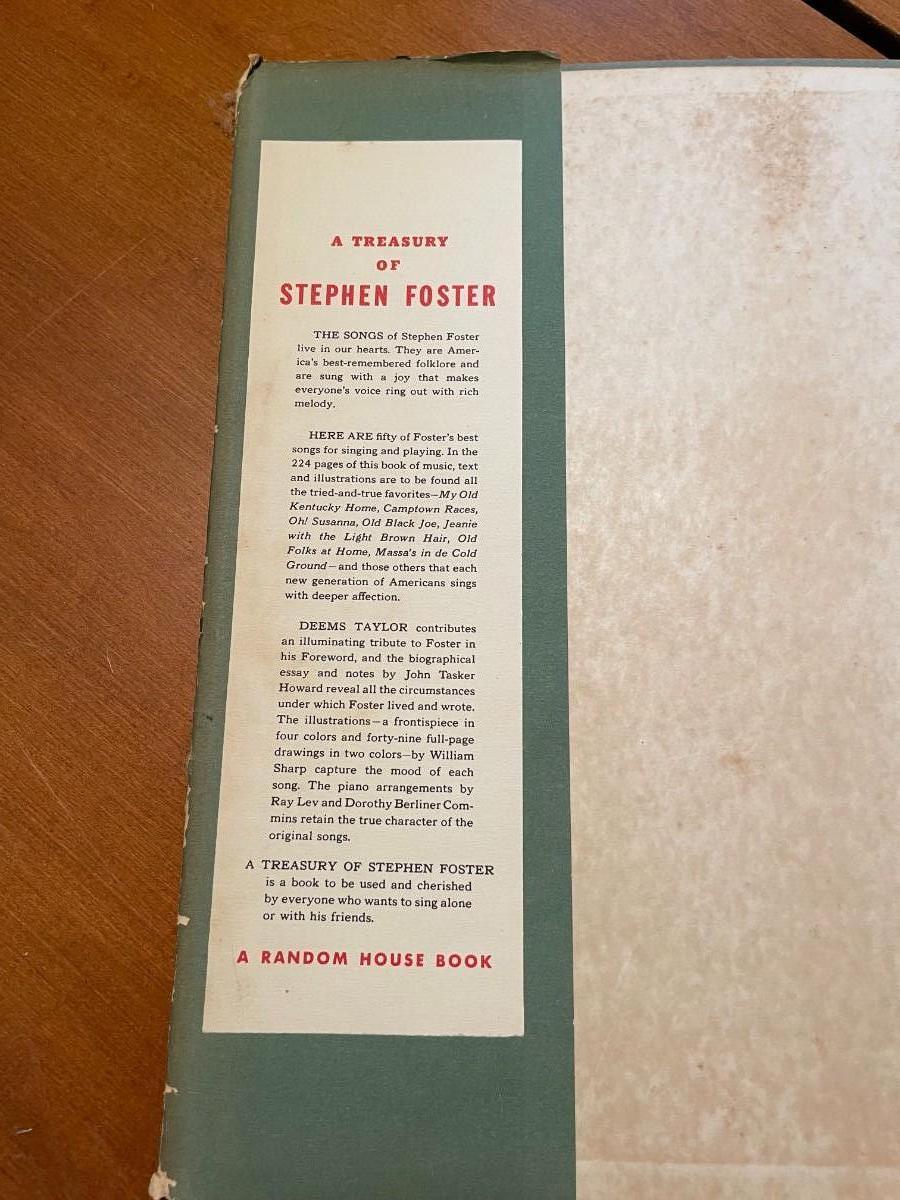 A TREASURY
OF
STEPHEN FOSTER
THE SONGS of Stephen Foster
live in our hearts. They are Amer-
ica's best-remembered folklore and
are sung with a joy that makes
everyone's voice ring out with rich
melody.
HERE ARE fifty of Foster's best
songs for singing and playing. In the
224 pages of this book of music, text
and illustrations are to be found all
the tried-and-true favorites—My Old
Kentucky Home, Camptown Races,
Oh! Susanna, Old Black Joe, Jeanie
with the Light Brown Hair, Old
Folks at Home, Massa's in de Cold
Ground—and those others that each
new generation of Americans sings
with deeper affection.
DEEMS TAYLOR contributes
an illuminating tribute to Foster in
his Foreword, and the biographical
essay and notes by John Tasker
Howard reveal all the circumstances
under which Foster lived and wrote.
The illustrations—a frontispiece in
four colors and forty-nine full-page
drawings in two colors—by William
Sharp capture the mood of each
song. The piano arrangements by
Ray Lev and Dorothy Berliner Com-
mins retain the true character of the
original songs.
A TREASURY OF STEPHEN FOSTER
is a book to be used and cherished
by everyone who wants to sing alone
or with his friends.
A RANDOM HOUSE BOOK